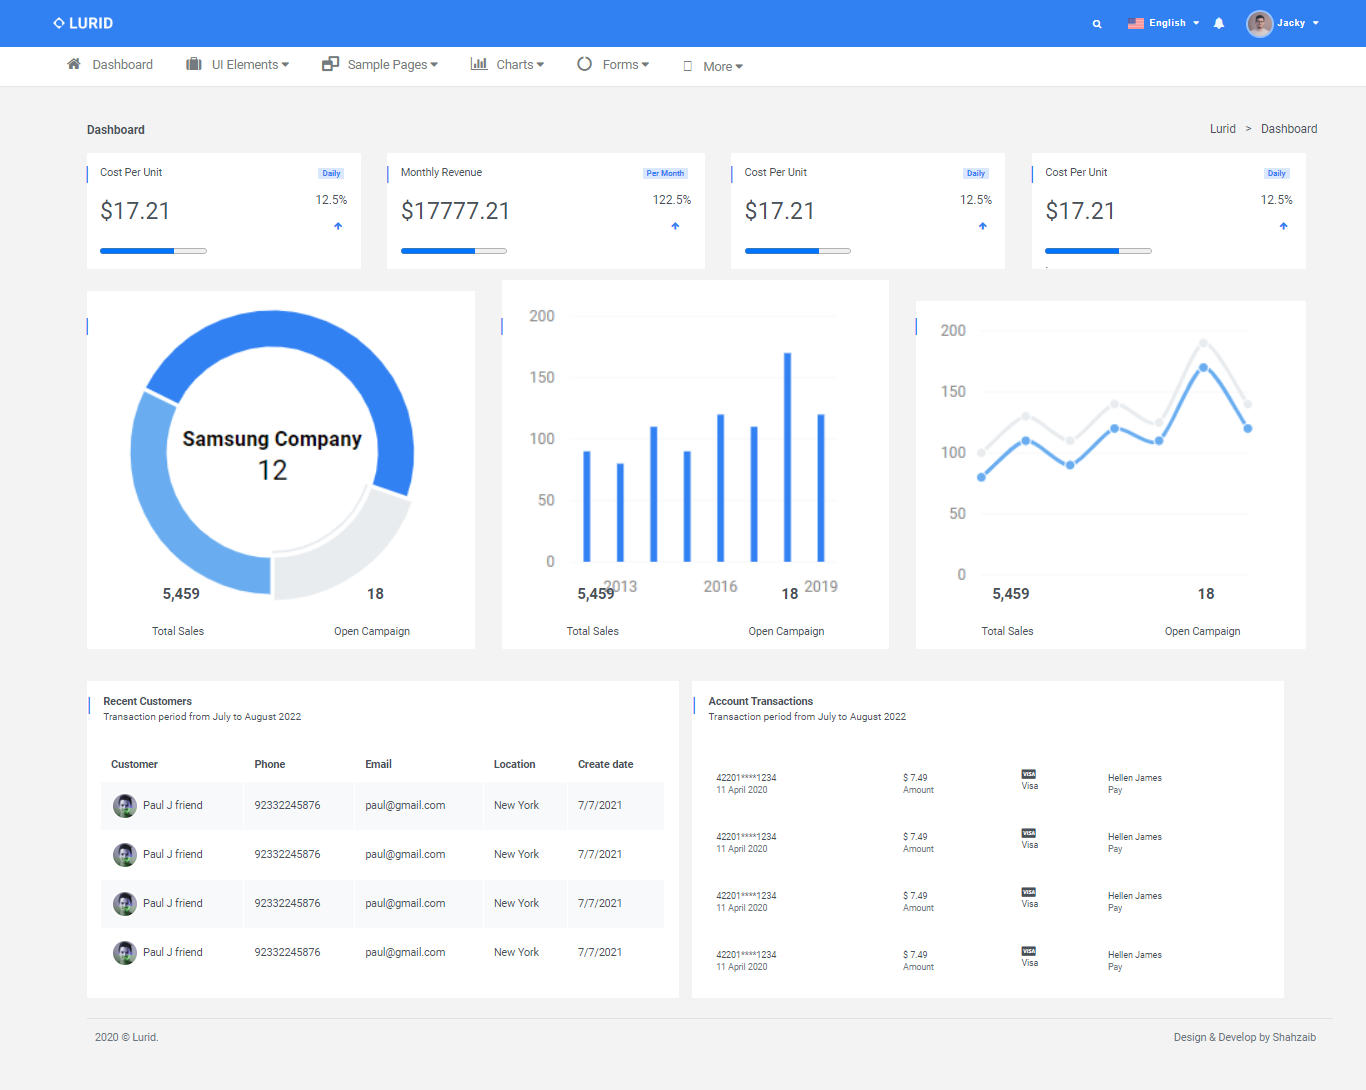 LURID
English
Jacky
Dashboard
UI Elements
Sample Pages
Charts
Forms
More
Dashboard
Lurid > Dashboard
Cost Per Unit
Daily
$17.21
12.5%
Monthly Revenue
Per Month
$17777.21
122.5%
Cost Per Unit
Daily
$17.21
12.5%
Cost Per Unit
Daily
$17.21
12.5%
Samsung Company
12
5,459
18
Total Sales
Open Campaign
200
150
100
50
0
2013
2016
2019
5,459
18
Total Sales
Open Campaign
200
150
100
50
0
5,459
18
Total Sales
Open Campaign
Recent Customers
Transaction period from July to August 2022
Customer Phone Email Location Create date
Paul J friend 92332245876 paul@gmail.com New York 7/7/2021
Paul J friend 92332245876 paul@gmail.com New York 7/7/2021
Paul J friend 92332245876 paul@gmail.com New York 7/7/2021
Paul J friend 92332245876 paul@gmail.com New York 7/7/2021
Account Transactions
Transaction period from July to August 2022
42201****1234 $ 7.49 VISA Hellen James
11 April 2020 Amount Visa Pay
42201****1234 $ 7.49 VISA Hellen James
11 April 2020 Amount Visa Pay
42201****1234 $ 7.49 VISA Hellen James
11 April 2020 Amount Visa Pay
42201****1234 $ 7.49 VISA Hellen James
11 April 2020 Amount Visa Pay
2020 © Lurid.
Design & Develop by Shahzaib